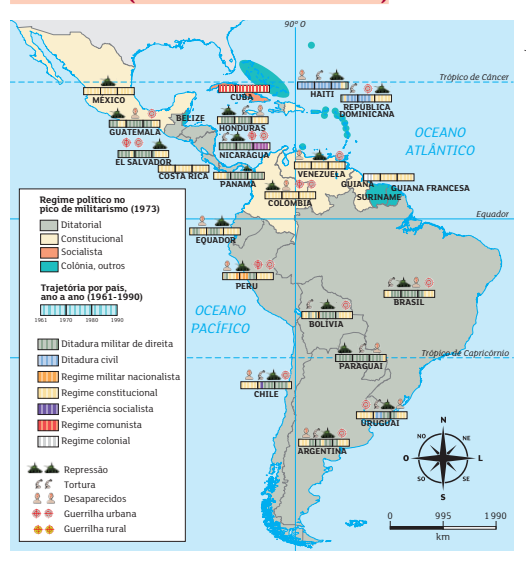 90° O
Trópico de Câncer
MÉXICO
CUBA
HAITI
REPÚBLICA
DOMINICANA
BELIZE
GUATEMALA
HONDURAS
OCEANO
ATLÂNTICO
EL SALVADOR
NICARÁGUA
COSTA RICA
PANAMÁ
VENEZUELA
GUIANA
GUIANA FRANCESA
SURINAME
COLÔMBIA
Equador
EQUADOR
PERU
BRASIL
OCEANO
PACÍFICO
BOLÍVIA
Trópico de Capricórnio
PARAGUAI
CHILE
URUGUAI
ARGENTINA
Regime político no
pico de militarismo (1973)
Ditatorial
Constitucional
Socialista
Colônia, outros
Trajetória por país,
ano a ano (1961-1990)
1961 1970 1980 1990
Ditadura militar de direita
Ditadura civil
Regime militar nacionalista
Regime constitucional
Experiência socialista
Regime comunista
Regime colonial
Repressão
Tortura
Desaparecidos
Guerrilha urbana
Guerrilha rural
N
NO NE
O L
SO SE
S
0 995 1 990
km